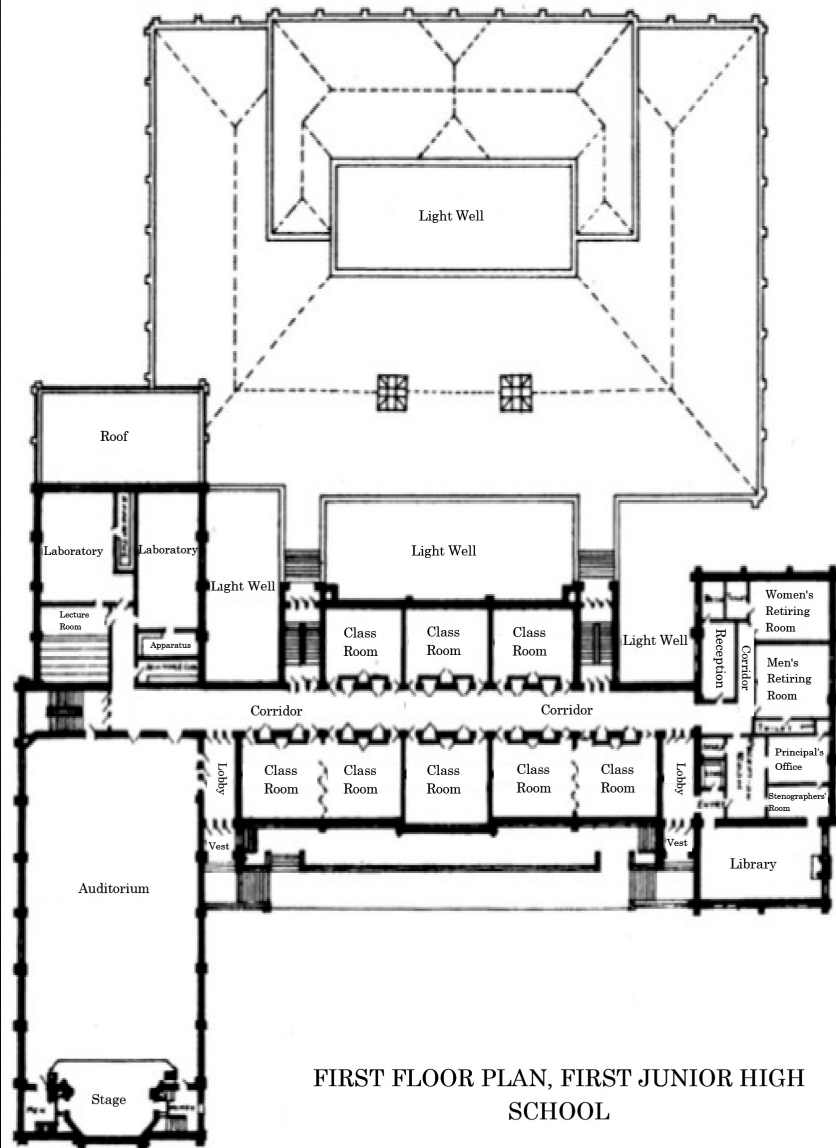 Light Well
Roof
Laboratory
Laboratory
Light Well
Light Well
Lecture
Room
Apparatus
Class
Room
Class
Room
Class
Room
Light Well
Women's
Retiring
Room
Reception
Corridor
Men's
Retiring
Room
Corridor
Corridor
Toilet
Lobby
Class
Room
Class
Room
Class
Room
Class
Room
Class
Room
Lobby
Principal's
Office
Stenographers'
Room
Vest
Vest
Library
Auditorium
Stage
Men
Women
FIRST FLOOR PLAN, FIRST JUNIOR HIGH
SCHOOL